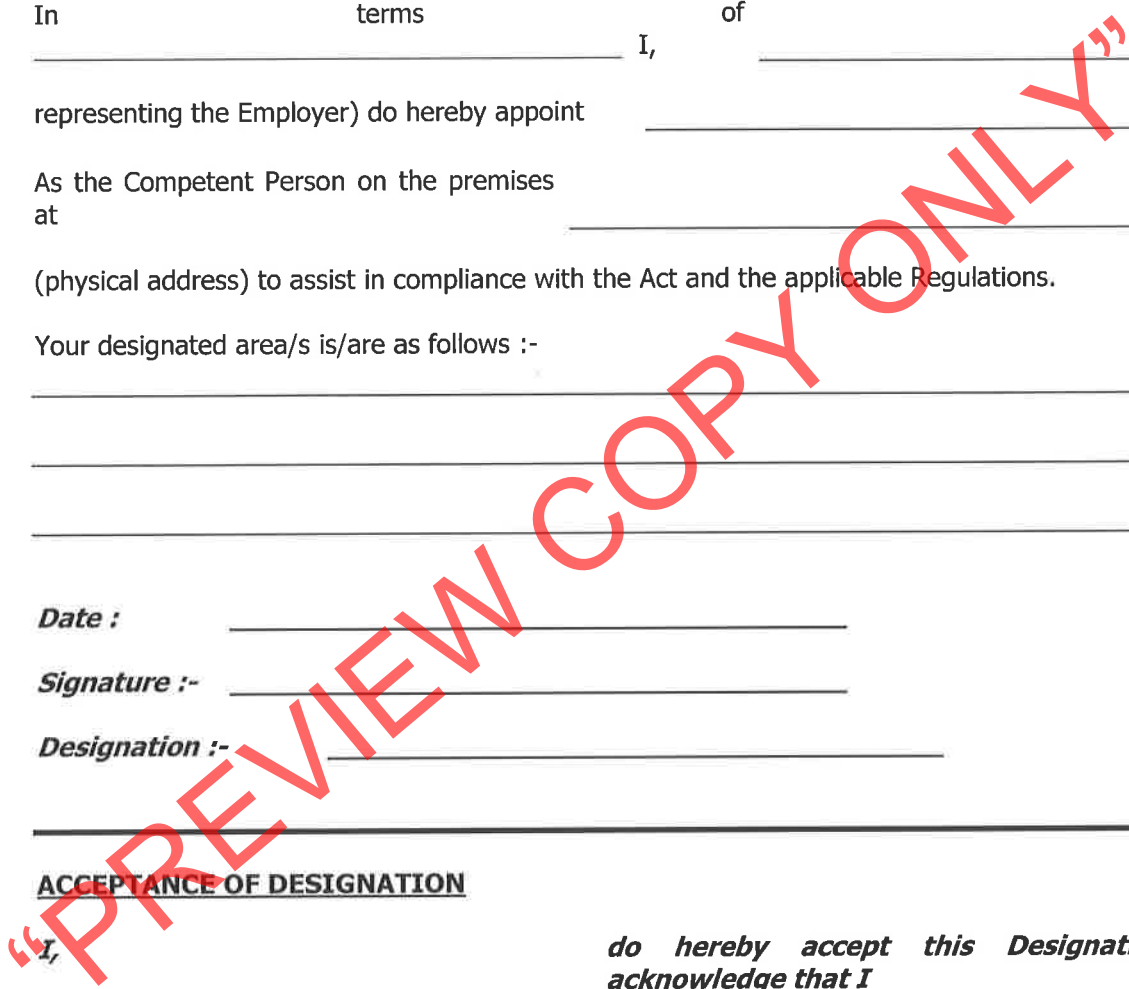 In terms of
I,
representing the Employer) do hereby appoint
As the Competent Person on the premises
at
(physical address) to assist in compliance with the Act and the applicable Regulations.
Your designated area/s is/are as follows :-
Date :
Signature :-
Designation :-
ACCEPTANCE OF DESIGNATION
I, do hereby accept this Designati
acknowledge that I
“PREVIEW COPY ONLY”